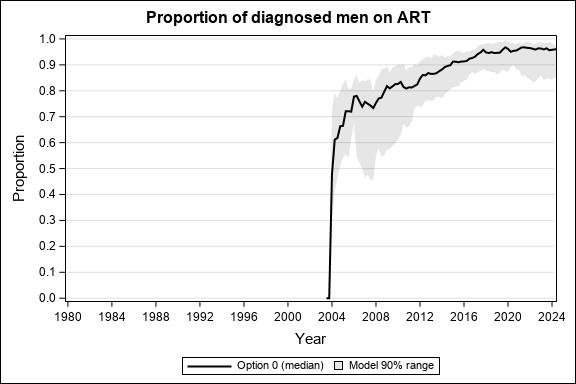 Proportion of diagnosed men on ART
1.0
0.9
0.8
0.7
0.6
0.5
0.4
0.3
0.2
0.1
0.0
Proportion
1980 1984 1988 1992 1996 2000 2004 2008 2012 2016 2020 2024
Year
Option 0 (median) Model 90% range